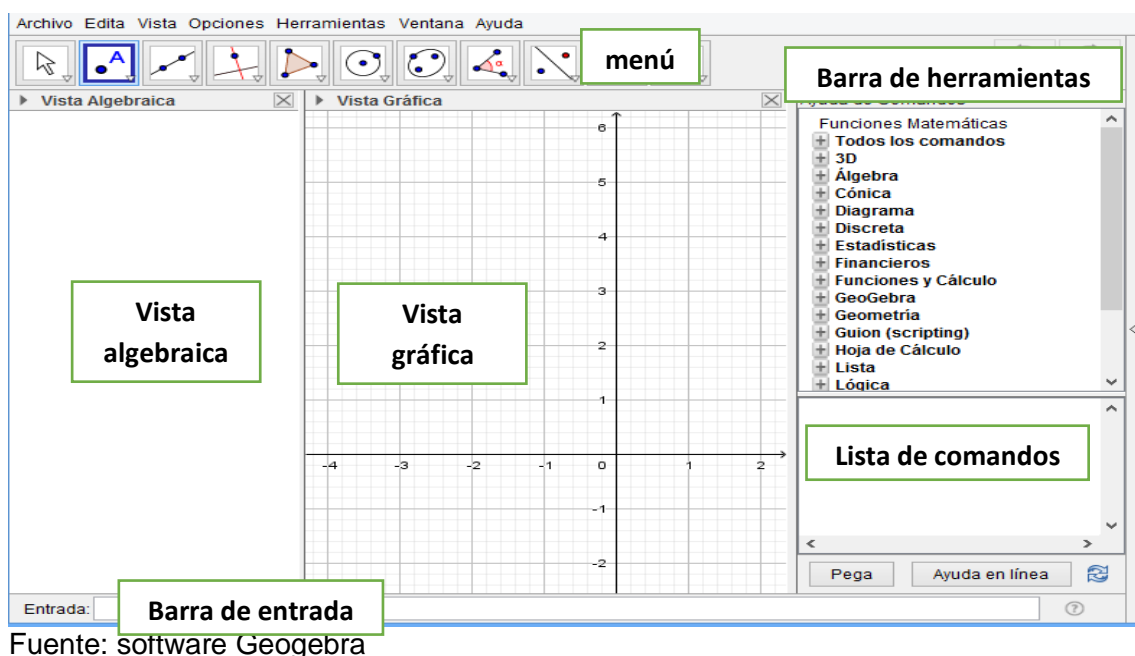 Archivo Edita Vista Opciones Herramientas Ventana Ayuda
A
α
menú
Barra de herramientas
Vista Algebraica
Vista Gráfica
Ayuda de Comandos
Funciones Matemáticas
Todos los comandos
3D
Álgebra
Cónica
Diagrama
Discreta
Estadísticas
Financieros
Funciones y Cálculo
GeoGebra
Geometría
Guion (scripting)
Hoja de Cálculo
Lista
Lógica
6
5
4
3
2
1
-4 -3 -2 -1 0 1 2
-1
-2
Vista
algebraica
Vista
gráfica
Lista de comandos
Pega
Ayuda en línea
Entrada:
Barra de entrada
Fuente: software Geogebra